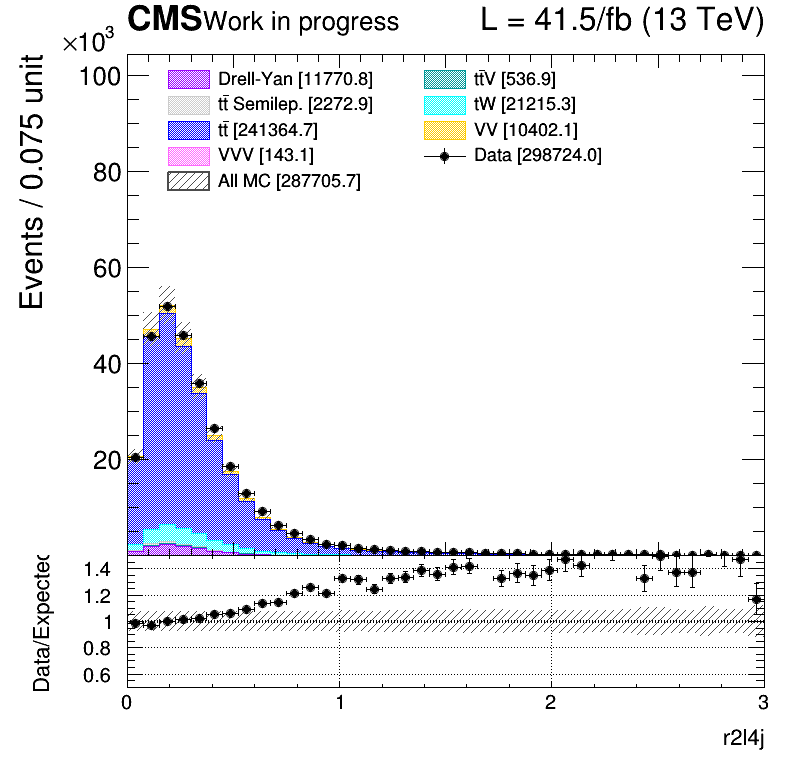 CMS Work in progress L = 41.5/fb (13 TeV)
×10³
Events / 0.075 unit
100
80
60
40
20
Drell-Yan [11770.8]
tt̄ Semilep. [2272.9]
tt̄ [241364.7]
VVV [143.1]
All MC [287705.7]
tt̄V [536.9]
tW [21215.3]
VV [10402.1]
Data [298724.0]
Data/Expected
1.4
1.2
1
0.8
0.6
0 1 2 3
r2l4j